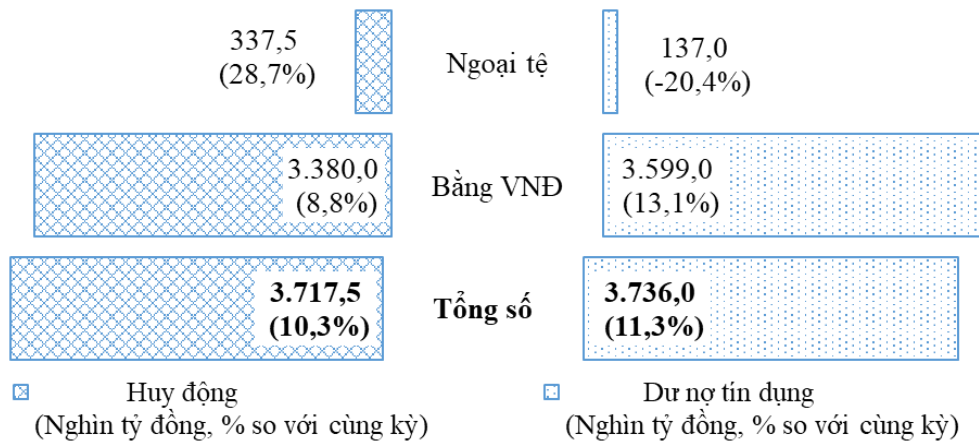 337,5
(28,7%)
Ngoại tệ
137,0
(-20,4%)
3.380,0
(8,8%)
Bằng VNĐ
3.599,0
(13,1%)
3.717,5
(10,3%)
Tổng số
3.736,0
(11,3%)
Huy động
(Nghìn tỷ đồng, % so với cùng kỳ)
Dư nợ tín dụng
(Nghìn tỷ đồng, % so với cùng kỳ)